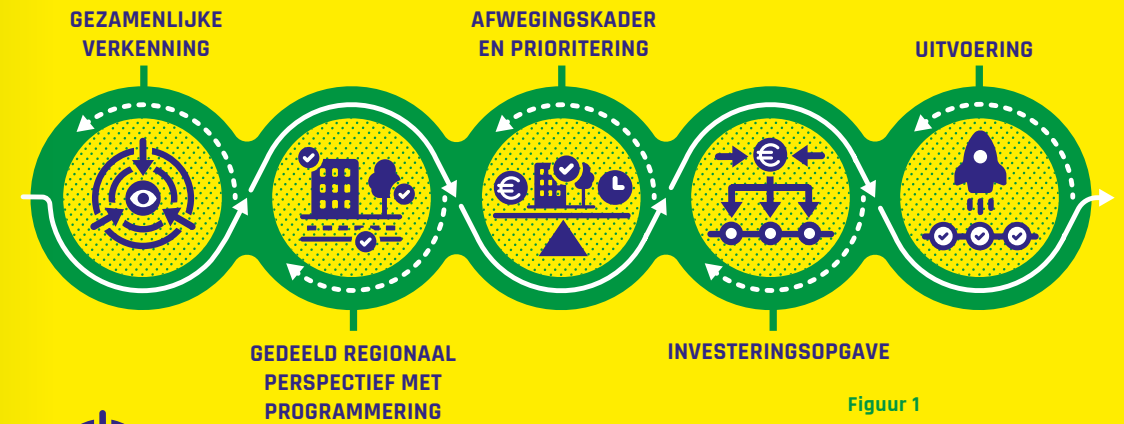 GEZAMENLIJKE
VERKENNING
GEDEELD REGIONAAL
PERSPECTIEF MET
PROGRAMMERING
AFWEGINGSKADER
EN PRIORITERING
€
INVESTERINGSOPGAVE
€
UITVOERING
Figuur 1